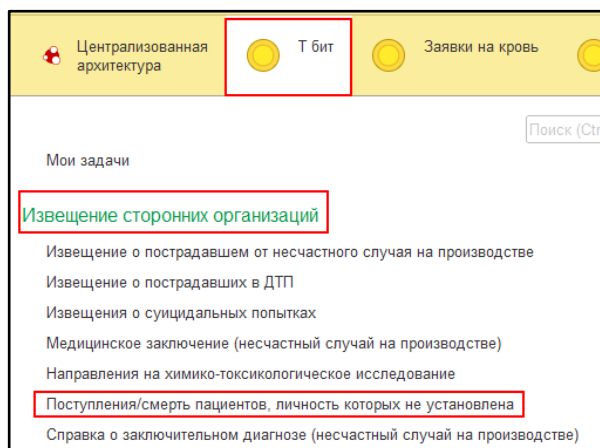 Централизованная
архитектура
Т бит
Заявки на кровь
Поиск (Ctr
Мои задачи
Извещение сторонних организаций
Извещение о пострадавшем от несчастного случая на производстве
Извещение о пострадавших в ДТП
Извещения о суицидальных попытках
Медицинское заключение (несчастный случай на производстве)
Направления на химико-токсикологическое исследование
Поступления/смерть пациентов, личность которых не установлена
Справка о заключительном диагнозе (несчастный случай на производстве)